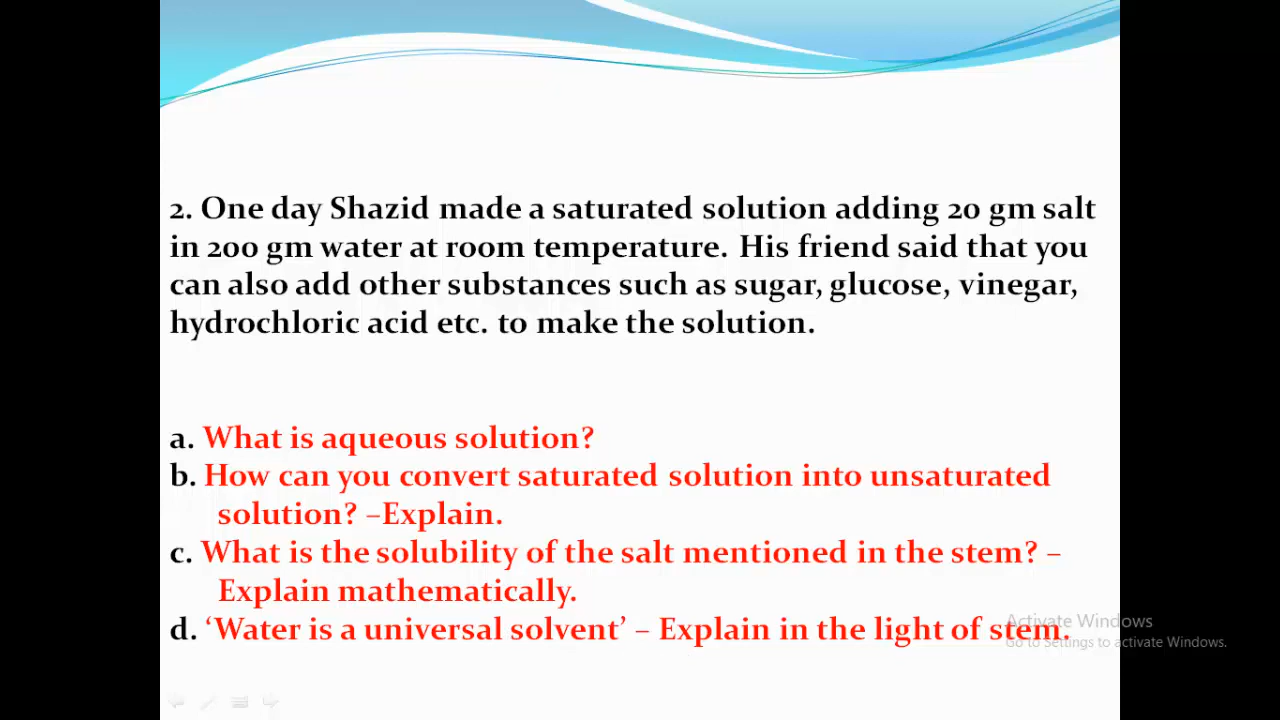 2. One day Shazid made a saturated solution adding 20 gm salt
in 200 gm water at room temperature. His friend said that you
can also add other substances such as sugar, glucose, vinegar,
hydrochloric acid etc. to make the solution.
a. What is aqueous solution?
b. How can you convert saturated solution into unsaturated
solution? –Explain.
c. What is the solubility of the salt mentioned in the stem? –
Explain mathematically.
d. ‘Water is a universal solvent’ – Explain in the light of stem.
Activate Windows
Go to Settings to activate Windows.